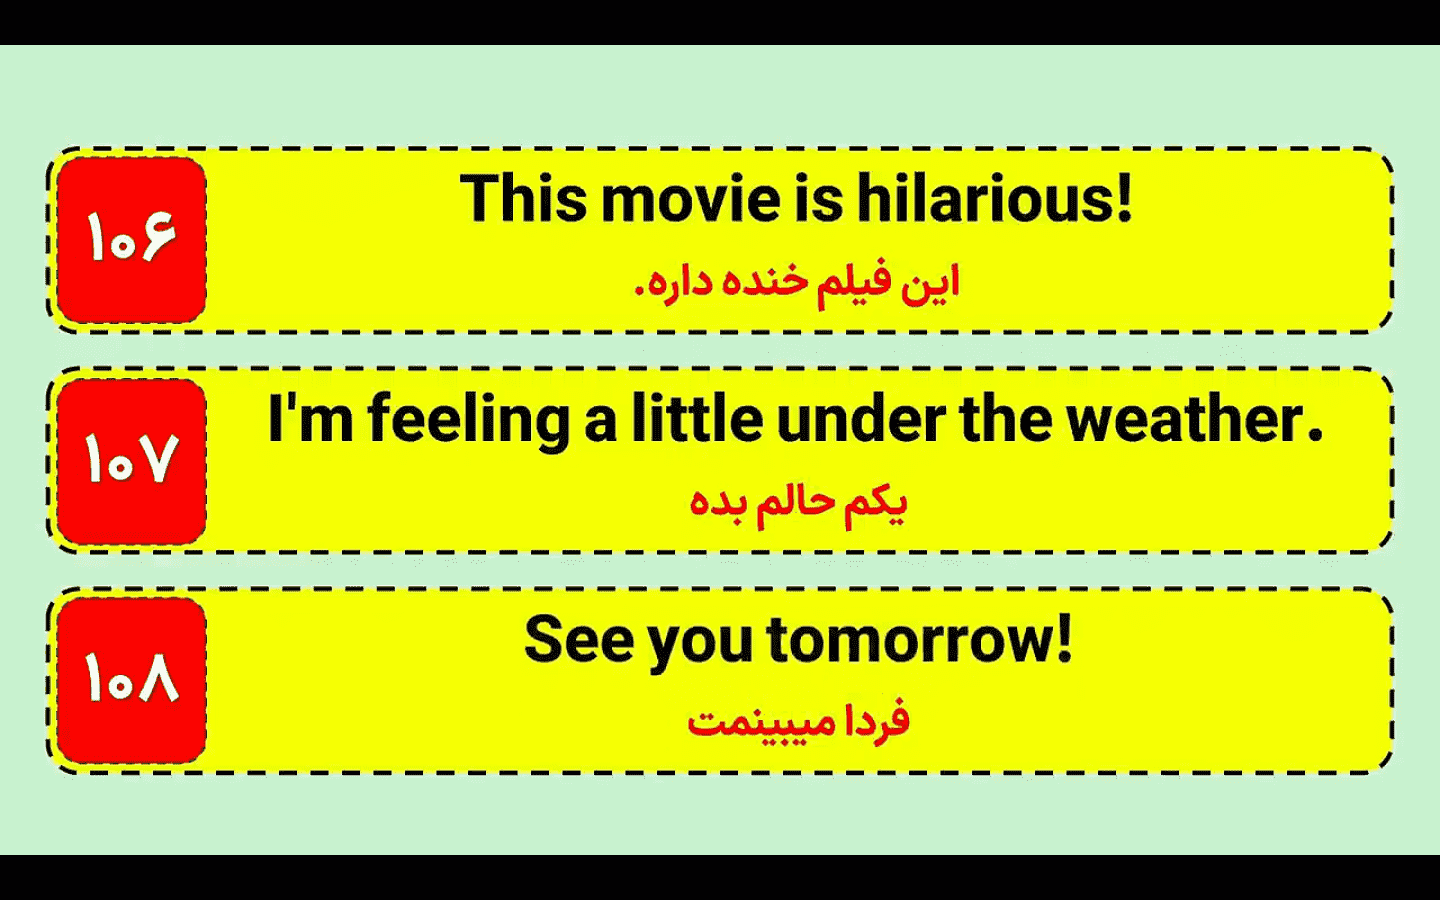 ۱۰۶
This movie is hilarious!
این فیلم خنده داره.
۱۰۷
I'm feeling a little under the weather.
یکم حالم بده
۱۰۸
See you tomorrow!
فردا میبینمت